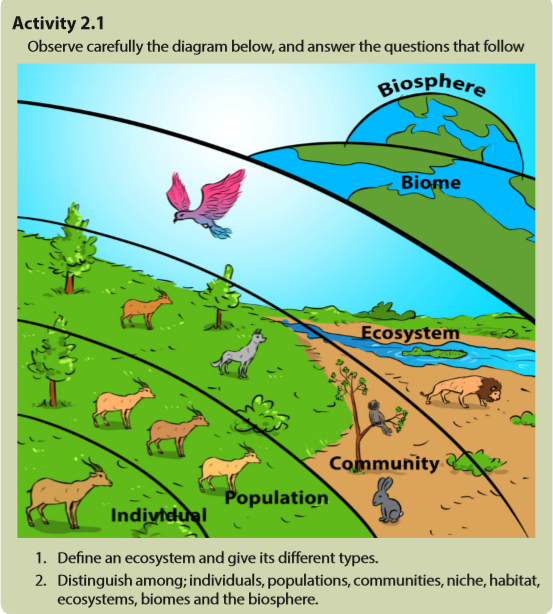 Activity 2.1
Observe carefully the diagram below, and answer the questions that follow
Biosphere
Biome
Ecosystem
Community
Population
Individual
1. Define an ecosystem and give its different types.
2. Distinguish among; individuals, populations, communities, niche, habitat,
ecosystems, biomes and the biosphere.